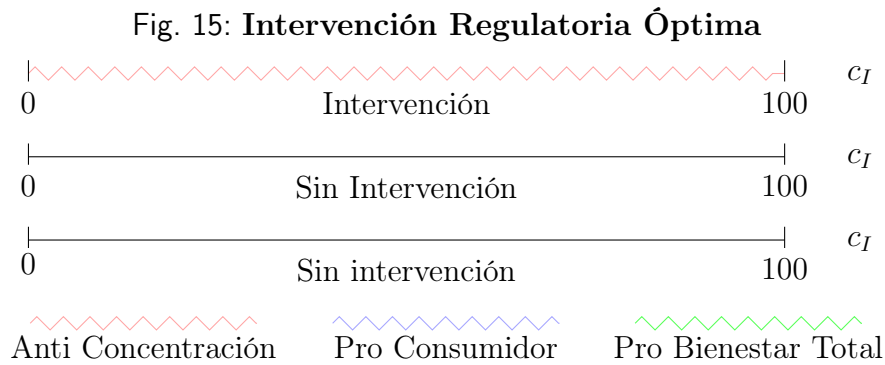 Fig. 15: Intervención Regulatoria Óptima
c_I
0 Intervención 100
c_I
0 Sin Intervención 100
c_I
0 Sin intervención 100
Anti Concentración Pro Consumidor Pro Bienestar Total